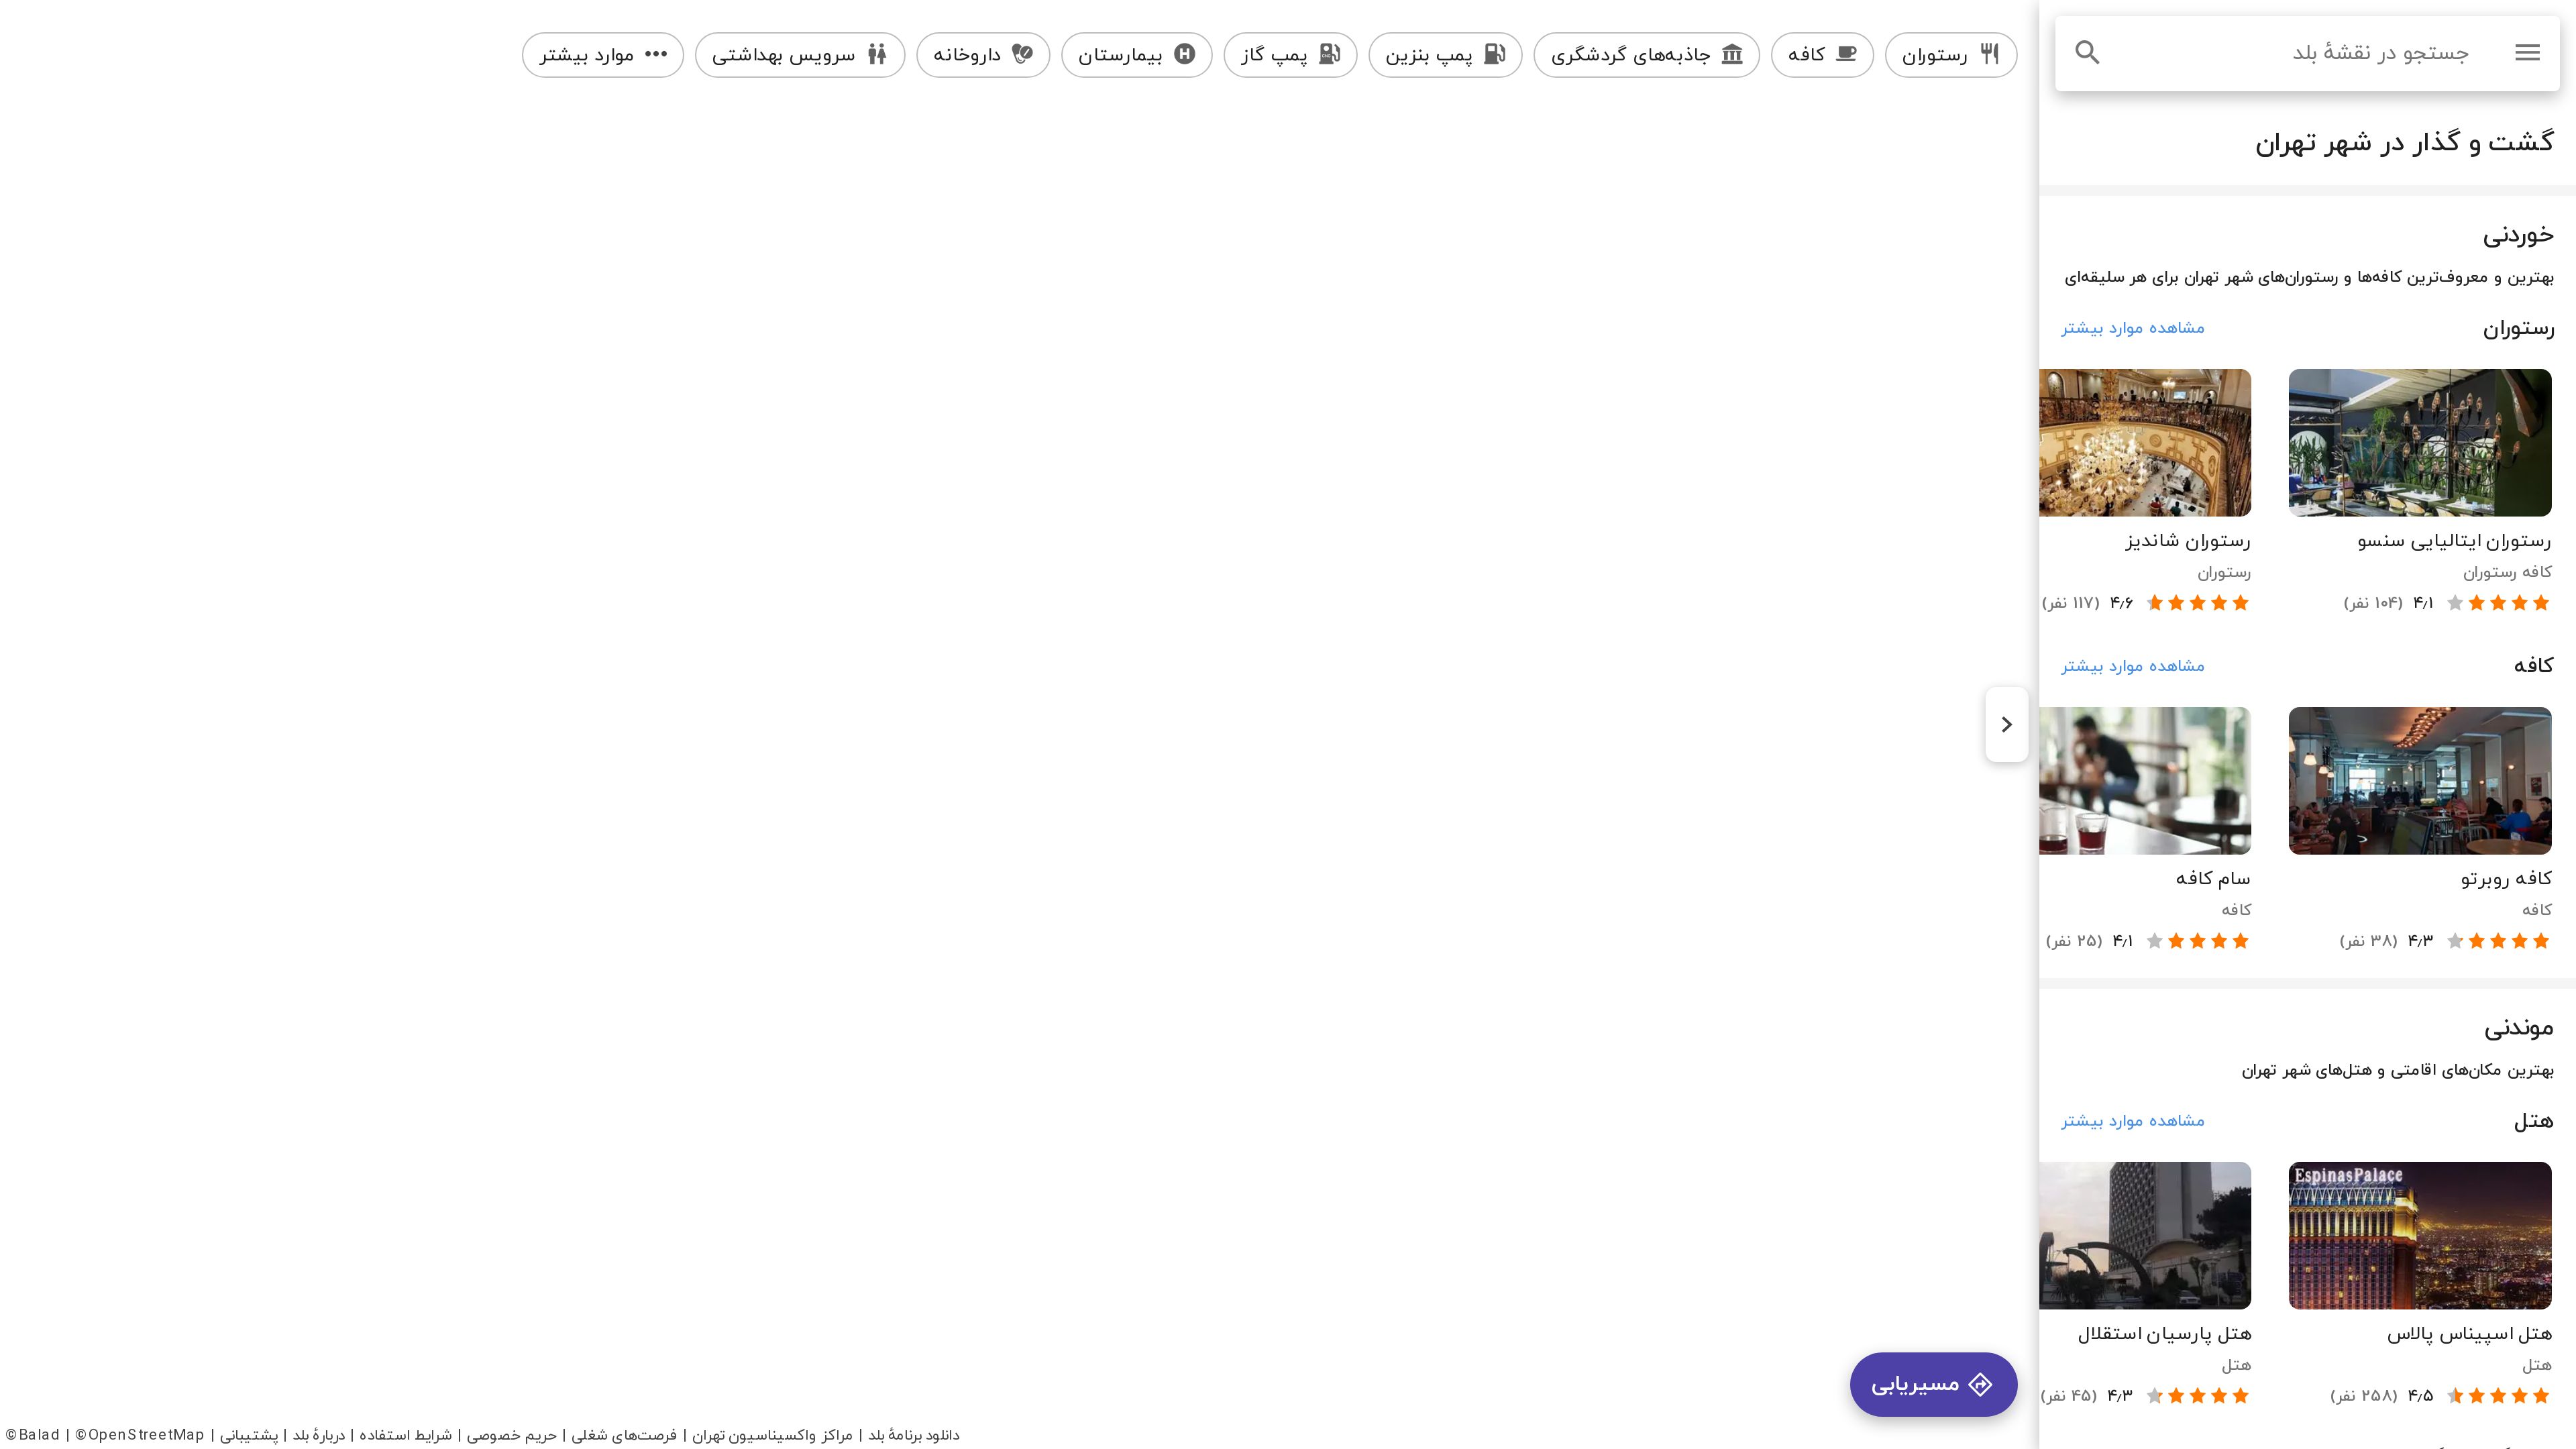 جستجو در نقشهٔ بلد
رستوران
کافه
جاذبه‌های گردشگری
پمپ بنزین
پمپ گاز
بیمارستان
داروخانه
سرویس بهداشتی
موارد بیشتر
گشت و گذار در شهر تهران
خوردنی
بهترین و معروف‌ترین کافه‌ها و رستوران‌های شهر تهران برای هر سلیقه‌ای
رستوران
مشاهده موارد بیشتر
رستوران ایتالیایی سنسو
کافه رستوران
۴٫۱ (۱۰۴ نفر)
رستوران شاندیز
رستوران
۴٫۶ (۱۱۷ نفر)
کافه
مشاهده موارد بیشتر
کافه روبرتو
کافه
۴٫۳ (۳۸ نفر)
سام کافه
کافه
۴٫۱ (۲۵ نفر)
موندنی
بهترین مکان‌های اقامتی و هتل‌های شهر تهران
هتل
مشاهده موارد بیشتر
EspinasPalace
هتل اسپیناس پالاس
هتل
۴٫۵ (۲۵۸ نفر)
هتل پارسیان استقلال
هتل
۴٫۳ (۴۵ نفر)
مسیریابی
دانلود برنامهٔ بلد | مراکز واکسیناسیون تهران | فرصت‌های شغلی | حریم خصوصی | شرایط استفاده | دربارهٔ بلد | پشتیبانی | ©OpenStreetMap | ©Balad